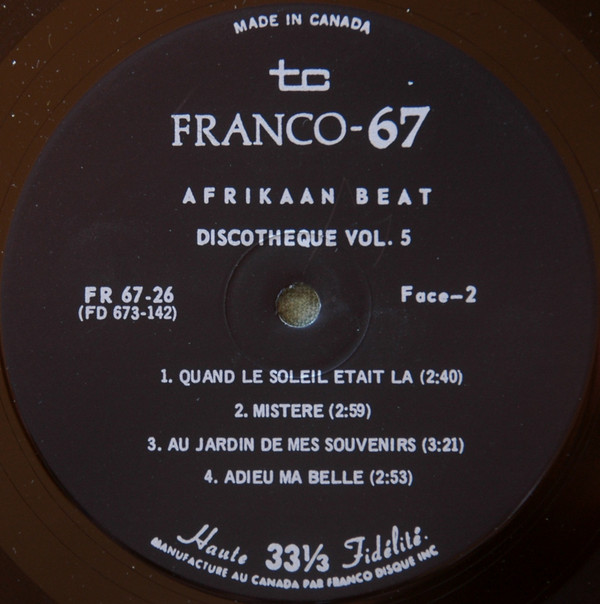 MADE IN CANADA
tc
FRANCO-67
AFRIKAAN BEAT
DISCOTHEQUE VOL. 5
FR 67-26
(FD 673-142)
Face-2
1. QUAND LE SOLEIL ETAIT LA (2:40)
2. MISTERE (2:59)
3. AU JARDIN DE MES SOUVENIRS (3:21)
4. ADIEU MA BELLE (2:53)
Haute 33⅓ Fidélité.
MANUFACTURE AU CANADA PAR FRANCO DISQUE INC